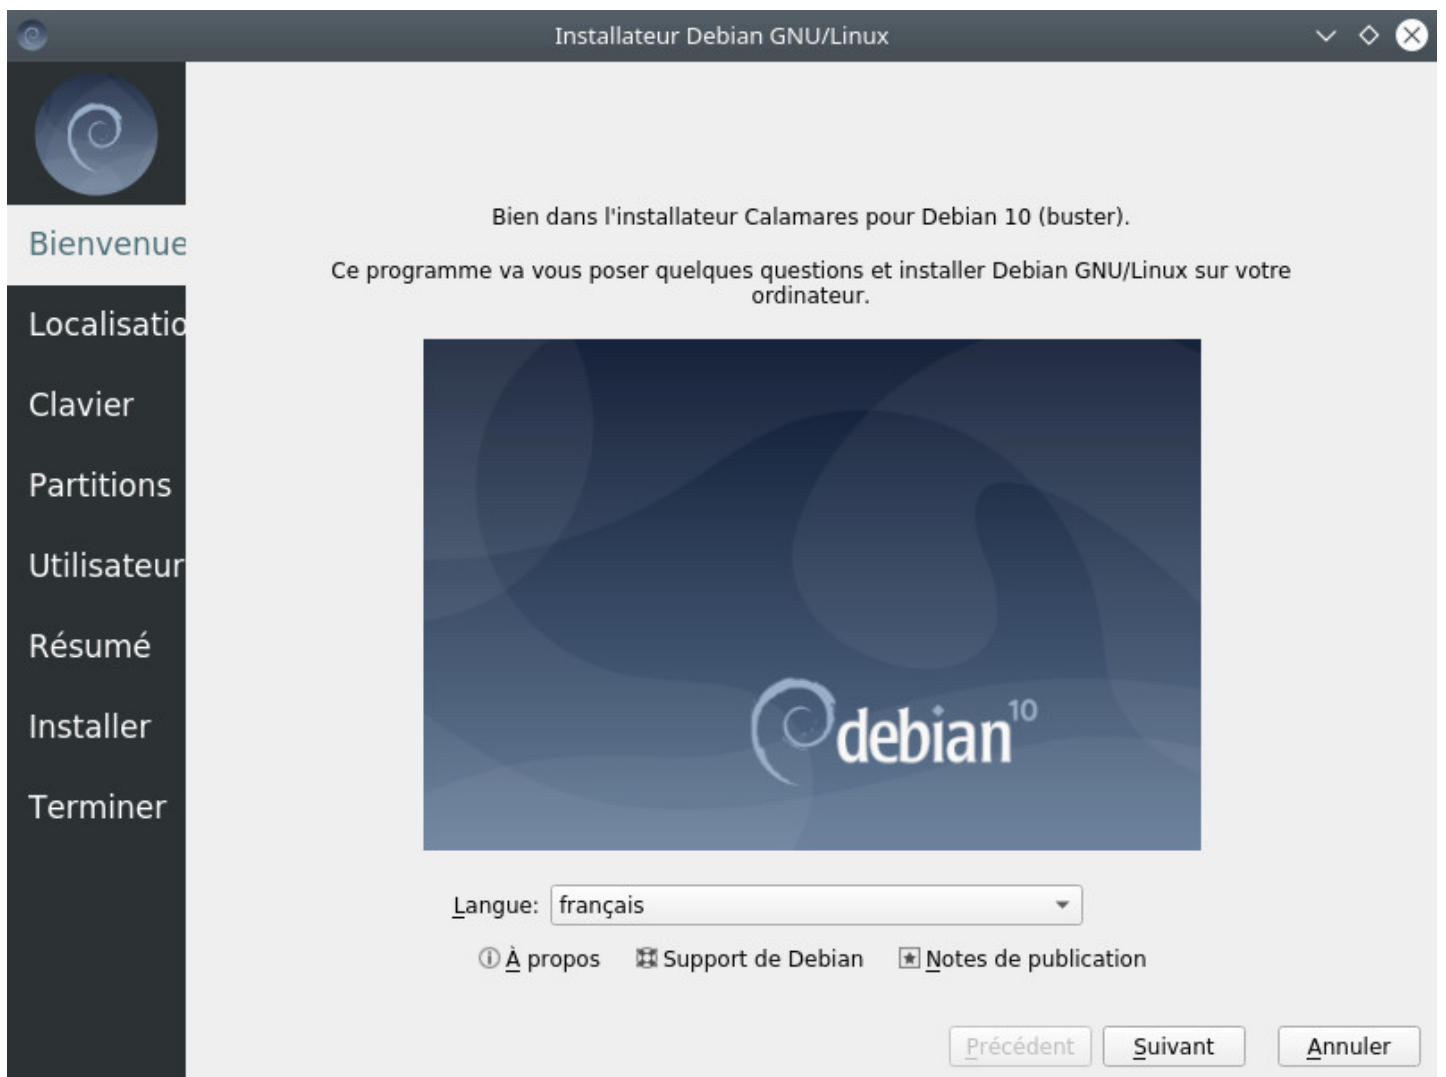 Installateur Debian GNU/Linux
Bienvenue
Localisatio
Clavier
Partitions
Utilisateur
Résumé
Installer
Terminer
Bien dans l'installateur Calamares pour Debian 10 (buster).
Ce programme va vous poser quelques questions et installer Debian GNU/Linux sur votre
ordinateur.
debian 10
Langue: français
À propos Support de Debian Notes de publication
Précédent Suivant Annuler